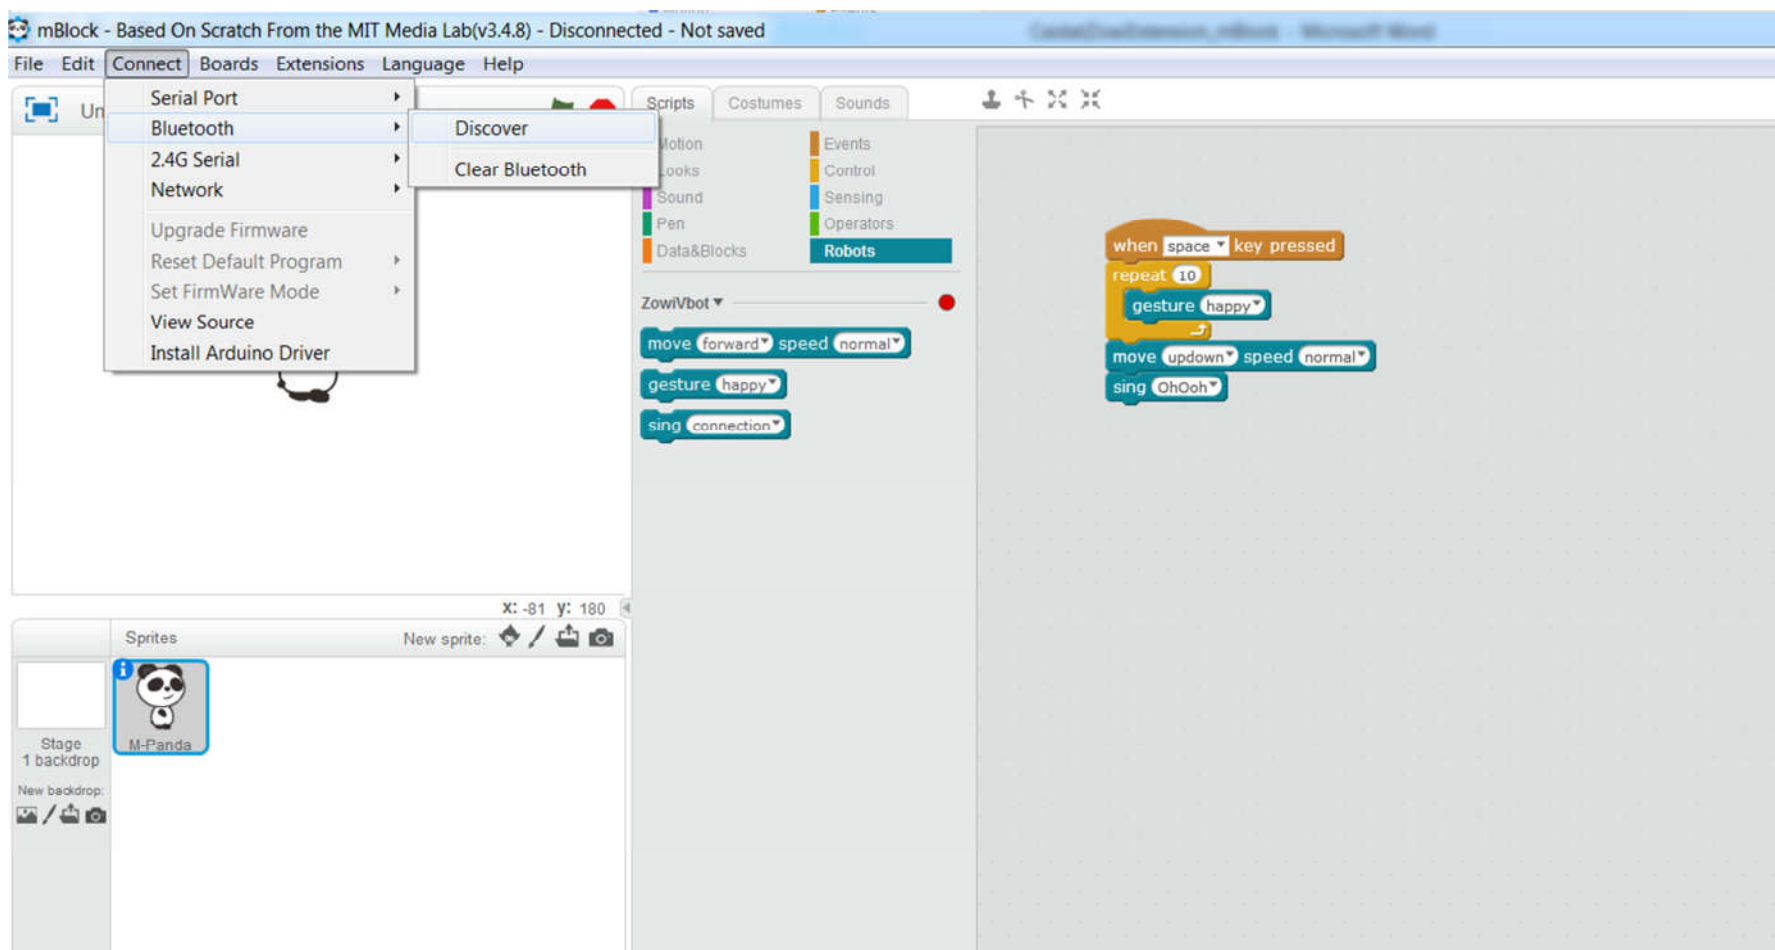 mBlock - Based On Scratch From the MIT Media Lab(v3.4.8) - Disconnected - Not saved
File Edit Connect Boards Extensions Language Help
Serial Port
Bluetooth
2.4G Serial
Network
Upgrade Firmware
Reset Default Program
Set FirmWare Mode
View Source
Install Arduino Driver
Discover
Clear Bluetooth
Un
Scripts Costumes Sounds
Motion Events
Looks Control
Sound Sensing
Pen Operators
Data&Blocks Robots
ZowiVbot
move forward speed normal
gesture happy
sing connection
when space key pressed
repeat 10
gesture happy
move updown speed normal
sing OhOoh
X: -81 y: 180
Sprites New sprite:
M-Panda
Stage
1 backdrop
New backdrop: